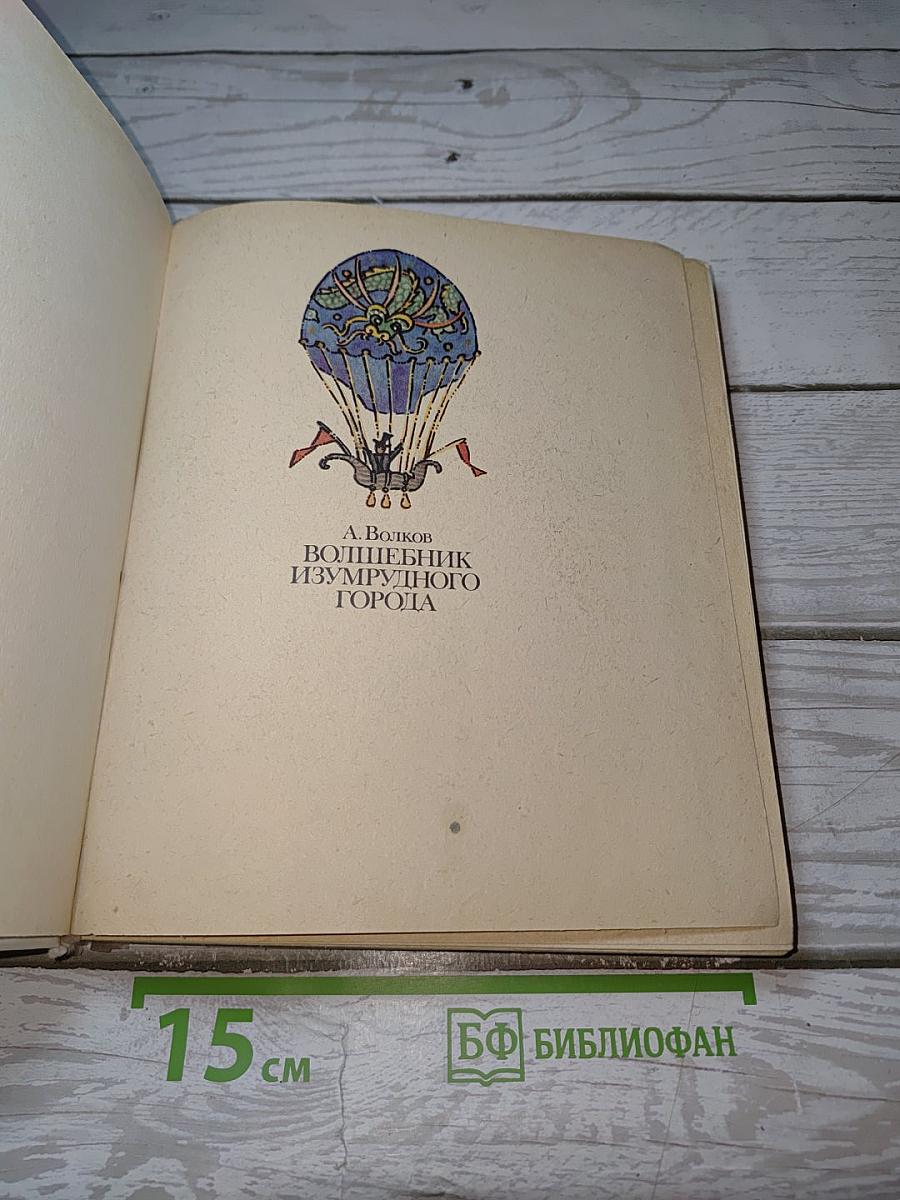 А. Волков
ВОЛШЕБНИК
ИЗУМРУДНОГО
ГОРОДА
15 см
БФ БИБЛИОФАН